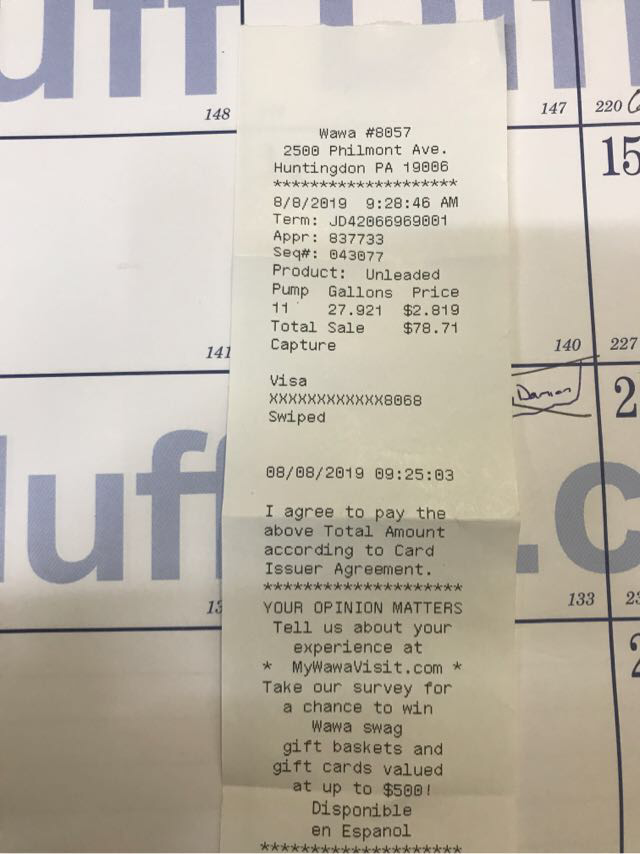 148
147
220
15
Wawa #8057
2500 Philmont Ave.
Huntingdon PA 19006
********************
8/8/2019 9:28:46 AM
Term: JD42066969001
Appr: 837733
Seq#: 043077
Product: Unleaded
Pump Gallons Price
11 27.921 $2.819
Total Sale $78.71
Capture
141
140
227
Visa
XXXXXXXXXXXX8068
Swiped
Damian
2
08/08/2019 09:25:03
I agree to pay the
above Total Amount
according to Card
Issuer Agreement.
**********************
YOUR OPINION MATTERS
133
Tell us about your
experience at
* MyWawaVisit.com *
Take our survey for
a chance to win
Wawa swag
gift baskets and
gift cards valued
at up to $500!
Disponible
en Espanol
**********************